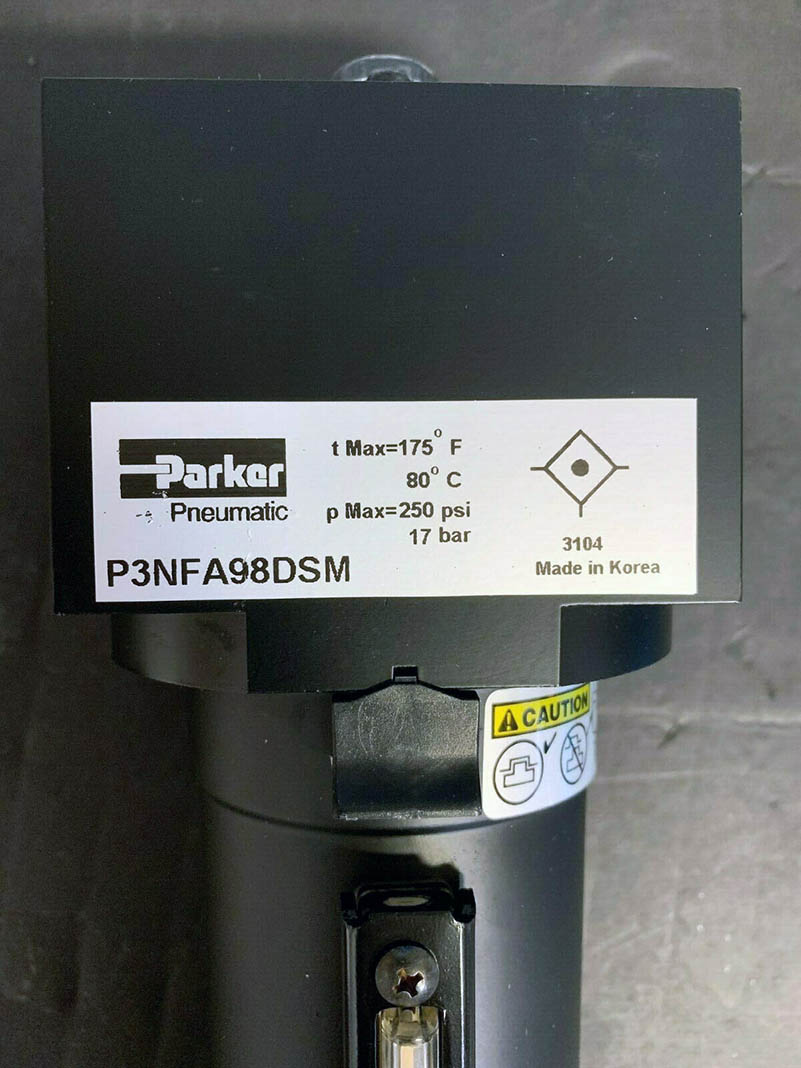 Parker
Pneumatic
t Max=175° F
80° C
p Max=250 psi
17 bar
3104
Made in Korea
P3NFA98DSM
CAUTION